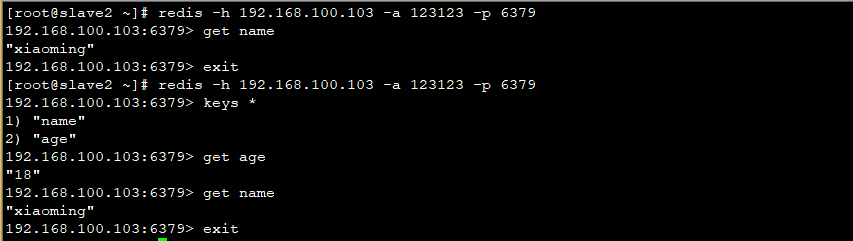 [root@slave2 ~]# redis -h 192.168.100.103 -a 123123 -p 6379
192.168.100.103:6379> get name
"xiaoming"
192.168.100.103:6379> exit
[root@slave2 ~]# redis -h 192.168.100.103 -a 123123 -p 6379
192.168.100.103:6379> keys *
1) "name"
2) "age"
192.168.100.103:6379> get age
"18"
192.168.100.103:6379> get name
"xiaoming"
192.168.100.103:6379> exit